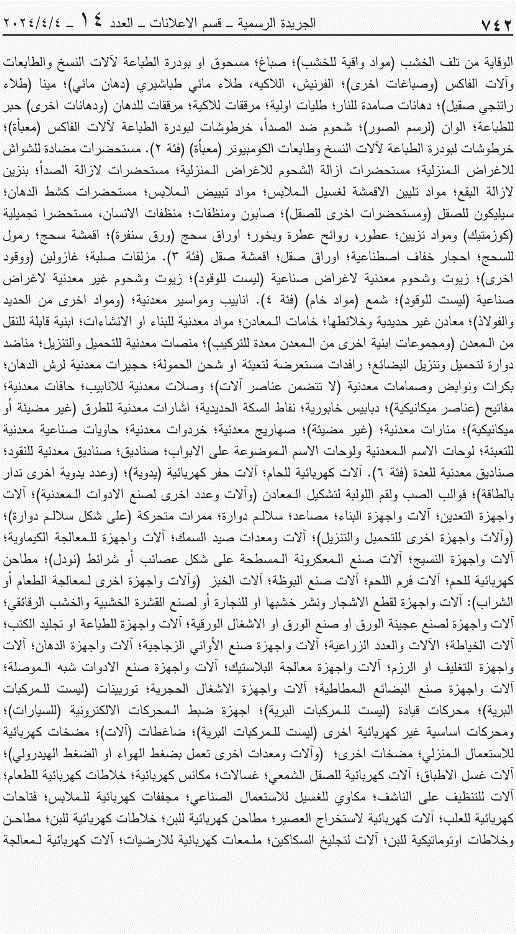 ٧٤٢ الجريدة الرسمية – قسم الاعلانات – العدد ١٤ – ٢٠٢٤/٤/٤
الوقاية من تلف الخشب (مواد واقية للخشب)؛ صباغ؛ مسحوق او بودرة الطباعة لآلات النسخ والطابعات
وآلات الفاكس (وصباغات اخرى)؛ الفرنيش، اللاكيه، طلاء مائي طباشيري (دهان مائي)؛ مينا (طلاء
راتنجي صقيل)؛ دهانات صامدة للنار؛ طليات اولية؛ مرققات للاكية؛ مرققات للدهان (ودهانات اخرى) حبر
للطباعة؛ الوان (لرسم الصور)؛ شحوم ضد الصدأ، خرطوشات لبودرة الطباعة لآلات الفاكس (معبأة)؛
خرطوشات لبودرة الطباعة لآلات النسخ وطابعات الكومبيوتر (معبأة) (فئة ٢). مستحضرات مضادة للشواش
للاغراض المنزلية؛ مستحضرات ازالة الشحوم للاغراض المنزلية؛ مستحضرات لازالة الصدأ؛ بنزين
لازالة البقع؛ مواد تليين الاقمشة لغسيل الملابس؛ مواد تبييض الملابس؛ مستحضرات كشط الدهان؛
سيليكون للصقل (ومستحضرات اخرى للصقل)؛ صابون ومنظفات؛ منظفات الانسان، مستحضرا تجميلية
(كوزمتيك) ومواد تزيين؛ عطور، روائح عطرة وبخور؛ اوراق سحج (ورق سنفرة)؛ اقمشة سحج؛ رمول
للسحج؛ احجار خفاف اصطناعية؛ اوراق صقل؛ اقمشة صقل (فئة ٣). مزلقات صلبة؛ غازولين (ووقود
اخرى)؛ زيوت وشحوم معدنية لاغراض صناعية (ليست للوقود)؛ زيوت وشحوم غير معدنية لاغراض
صناعية (ليست للوقود)؛ شمع (مواد خام) (فئة ٤). انابيب ومواسير معدنية؛ (ومواد اخرى من الحديد
والفولاذ)؛ معادن غير حديدية وخلائطها؛ خامات المعادن؛ مواد معدنية للبناء او الانشاءات؛ ابنية قابلة للنقل
من المعدن (ومجموعات ابنية اخرى من المعدن معدة للتركيب)؛ منصات معدنية للتحميل والتنزيل؛ مناضد
دوارة لتحميل وتنزيل البضائع؛ رافدات مستعرضة لتعبئة او شحن الحمولة؛ حجيرات معدنية لرش الدهان؛
بكرات ونوابض وصمامات معدنية (لا تتضمن عناصر آلات)؛ وصلات معدنية للانابيب؛ حافات معدنية؛
مفاتيح (عناصر ميكانيكية)؛ دبابيس خابورية؛ نفاط السكة الحديدية؛ اشارات معدنية للطرق (غير مضيئة أو
ميكانيكية)؛ منارات معدنية؛ (غير مضيئة)؛ صهاريج معدنية؛ خردوات معدنية؛ حاويات صناعية معدنية
للتعبئة؛ لوحات الاسم المعدنية ولوحات الاسم الموضوعة على الابواب؛ صناديق؛ صناديق معدنية للنقود؛
صناديق معدنية للعدة (فئة ٦). آلات كهربائية للحام؛ آلات حفر كهربائية (يدوية)؛ (وعدد يدوية اخرى تدار
بالطاقة)؛ قوالب الصب ولقم اللولبة لتشكيل المعادن (وآلات وعدد اخرى لصنع الادوات المعدنية)؛ آلات
واجهزة التعدين؛ آلات واجهزة البناء؛ مصاعد؛ سلالم دوارة؛ ممرات متحركة (على شكل سلالم دوارة)؛
(وآلات واجهزة اخرى للتحميل والتنزيل)؛ آلات ومعدات صيد السمك؛ آلات واجهزة للمعالجة الكيماوية؛
آلات واجهزة النسيج؛ آلات صنع المعكرونة المسطحة على شكل عصائب أو شرائط (نودل)؛ مطاحن
كهربائية للحم؛ آلات فرم اللحم؛ آلات صنع البوظة؛ آلات الخبز (وآلات واجهزة اخرى لمعالجة الطعام أو
الشراب)؛ آلات واجهزة لقطع الاشجار ونشر خشبها او للنجارة أو لصنع القشرة الخشبية والخشب الرقائقي؛
آلات واجهزة لصنع عجينة الورق او صنع الورق او الاشغال الورقية؛ آلات واجهزة للطباعة او تجليد الكتب؛
آلات الخياطة؛ الآلات والعدد الزراعية؛ آلات واجهزة صنع الأواني الزجاجية؛ آلات واجهزة الدهان؛ آلات
واجهزة التغليف او الرزم؛ آلات واجهزة معالجة البلاستيك؛ آلات واجهزة صنع الادوات شبه الموصلة؛
آلات واجهزة صنع البضائع المطاطية؛ آلات واجهزة الاشغال الحجرية؛ توربينات (ليست للمركبات
البرية)؛ محركات قيادة (ليست للمركبات البرية)؛ اجهزة ضبط المحركات الالكترونية (للسيارات)؛
ومحركات اساسية غير كهربائية اخرى (ليست للمركبات البرية)؛ ضاغطات (آلات)؛ مضخات كهربائية
للاستعمال المنزلي؛ مضخات اخرى؛ (وآلات ومعدات اخرى تعمل بضغط الهواء او الضغط الهيدرولي)؛
آلات غسل الاطباق؛ آلات كهربائية للصقل الشمعي؛ غسالات؛ مكانس كهربائية؛ خلاطات كهربائية للطعام؛
آلات للتنظيف على الناشف؛ مكاوي للغسيل للاستعمال الصناعي؛ مجففات كهربائية للملابس؛ فتاحات
كهربائية للعلب؛ آلات كهربائية لاستخراج العصير؛ مطاحن كهربائية للبن؛ خلاطات كهربائية للبن؛ مطاحن
وخلاطات اوتوماتيكية للبن؛ آلات لتجليخ السكاكين؛ ملمعات كهربائية للارضيات؛ آلات كهربائية لمعالجة